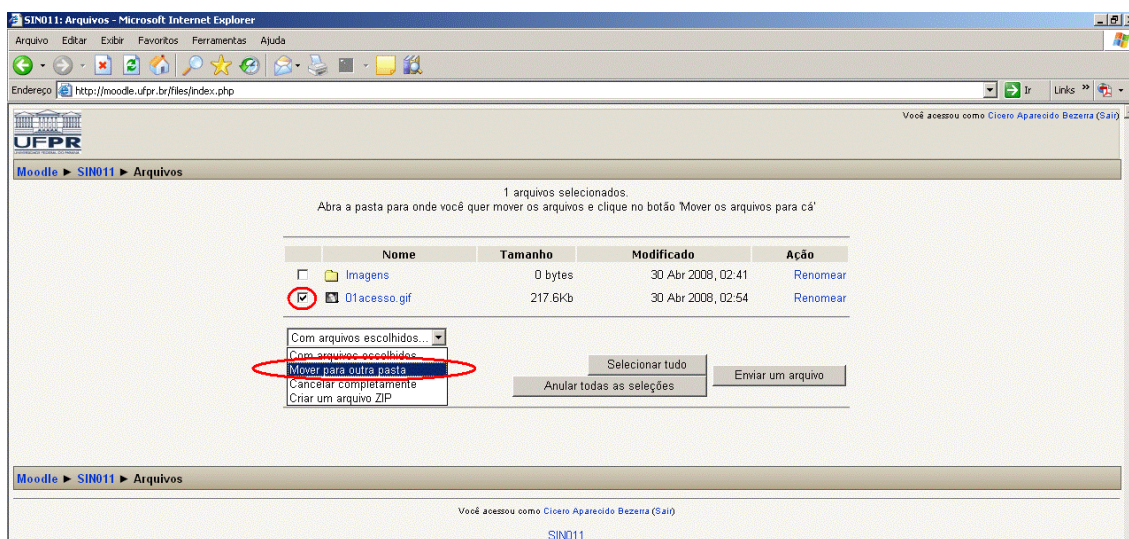 SIN011: Arquivos - Microsoft Internet Explorer
Arquivo Editar Exibir Favoritos Ferramentas Ajuda
Endereço http://moodle.ufpr.br/files/index.php Ir Links »
Você acessou como Cicero Aparecido Bezerra (Sair)
UFPR
Moodle ► SIN011 ► Arquivos
1 arquivos selecionados.
Abra a pasta para onde você quer mover os arquivos e clique no botão 'Mover os arquivos para cá'
Nome Tamanho Modificado Ação
Imagens 0 bytes 30 Abr 2008, 02:41 Renomear
01acesso.gif 217.6Kb 30 Abr 2008, 02:54 Renomear
Com arquivos escolhidos...
Com arquivos escolhidos...
Mover para outra pasta
Cancelar completamente
Criar um arquivo ZIP
Selecionar tudo
Anular todas as seleções
Enviar um arquivo
Moodle ► SIN011 ► Arquivos
Você acessou como Cicero Aparecido Bezerra (Sair)
SIN011